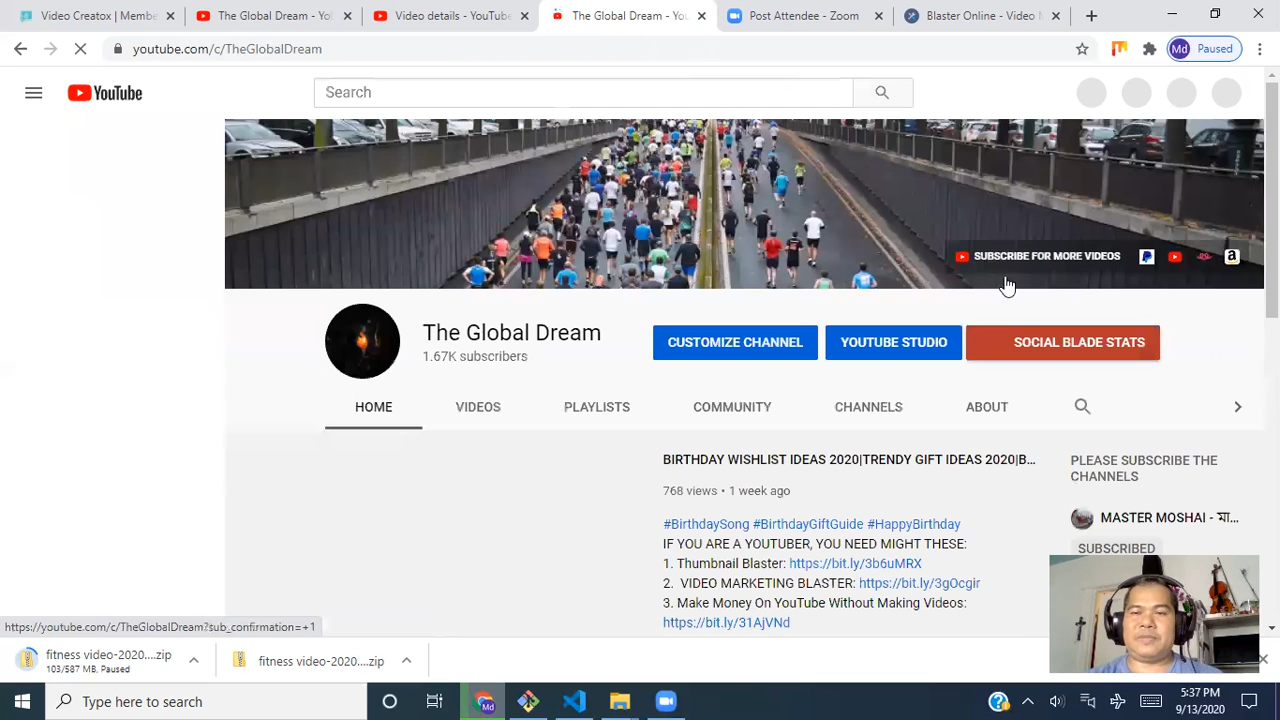 Video Creatox | Membe
The Global Dream - Yo
Video details - YouTube
The Global Dream - You
Post Attendee - Zoom
Blaster Online - Video M
youtube.com/c/TheGlobalDream
Md Paused
YouTube
Search
SUBSCRIBE FOR MORE VIDEOS
The Global Dream
1.67K subscribers
CUSTOMIZE CHANNEL
YOUTUBE STUDIO
SOCIAL BLADE STATS
HOME VIDEOS PLAYLISTS COMMUNITY CHANNELS ABOUT
BIRTHDAY WISHLIST IDEAS 2020|TRENDY GIFT IDEAS 2020|B...
768 views • 1 week ago
#BirthdaySong #BirthdayGiftGuide #HappyBirthday
IF YOU ARE A YOUTUBER, YOU NEED MIGHT THESE:
1. Thumbnail Blaster: https://bit.ly/3b6uMRX
2. VIDEO MARKETING BLASTER: https://bit.ly/3gOcgir
3. Make Money On YouTube Without Making Videos:
https://bit.ly/31AjVNd
PLEASE SUBSCRIBE THE
CHANNELS
MASTER MOSHAI - মা...
SUBSCRIBED
https://youtube.com/c/TheGlobalDream?sub_confirmation=+1
fitness video-2020....zip
103/587 MB, Paused
fitness video-2020....zip
Type here to search
Md
5:37 PM
9/13/2020